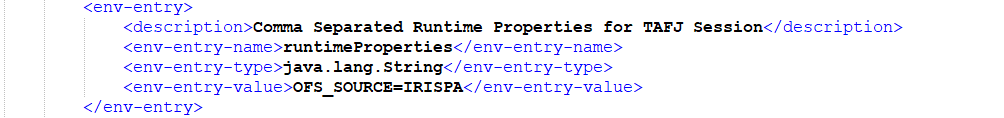 <env-entry>
<description>Comma Separated Runtime Properties for TAFJ Session</description>
<env-entry-name>runtimeProperties</env-entry-name>
<env-entry-type>java.lang.String</env-entry-type>
<env-entry-value>OFS_SOURCE=IRISPA</env-entry-value>
</env-entry>